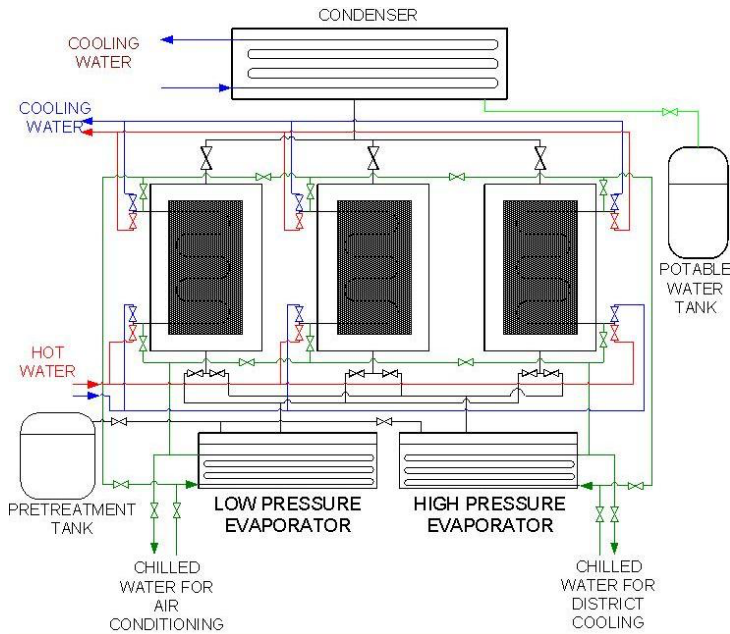 CONDENSER
COOLING
WATER
COOLING
WATER
POTABLE
WATER
TANK
HOT
WATER
PRETREATMENT
TANK
LOW PRESSURE
EVAPORATOR
HIGH PRESSURE
EVAPORATOR
CHILLED
WATER FOR
AIR
CONDITIONING
CHILLED
WATER FOR
DISTRICT
COOLING